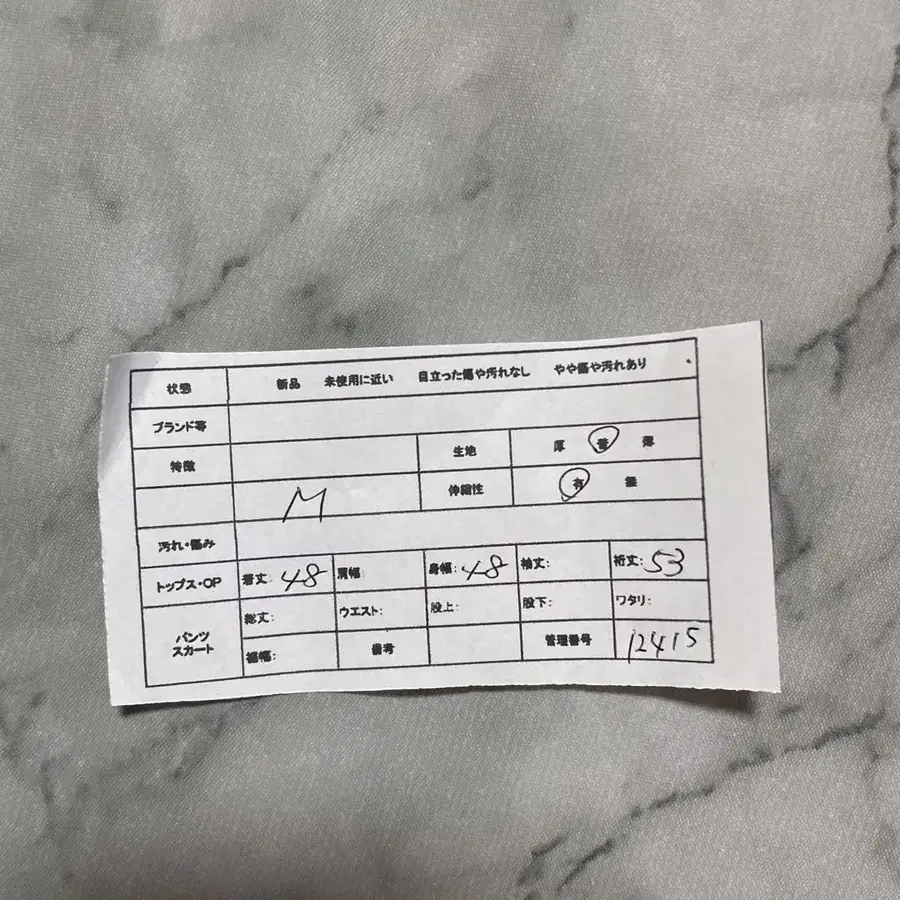 状態 新品 未使用に近い 目立った傷や汚れなし やや傷や汚れあり
ブランド等
特徴 生地 厚 普 薄
M 伸縮性 有 無
汚れ・傷み
トップス・OP 着丈: 48 肩幅: 身幅: 48 袖丈: 裄丈: 53
パンツ
スカート
総丈: ウエスト: 股上: 股下: ワタリ:
裾幅: 備考 管理番号 12415